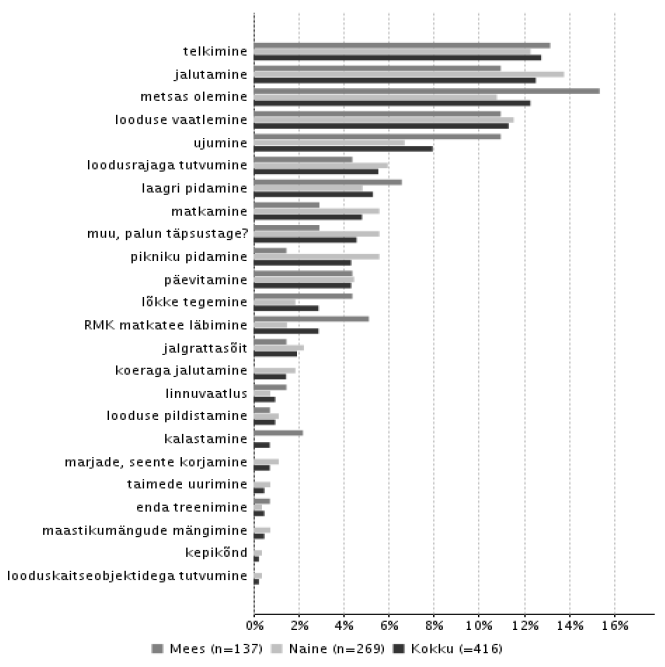 telkimine
jalutamine
metsas olemine
looduse vaatlemine
ujumine
loodusrajaga tutvumine
laagri pidamine
matkamine
muu, palun täpsustage?
pikniku pidamine
päevitamine
lõkke tegemine
RMK matkatee läbimine
jalgrattasõit
koeraga jalutamine
linnuvaatlus
looduse pildistamine
kalastamine
marjade, seente korjamine
taimede uurimine
enda treenimine
maastikumängude mängimine
kepikõnd
looduskaitseobjektidega tutvumine
0% 2% 4% 6% 8% 10% 12% 14% 16%
Mees (n=137) Naine (n=269) Kokku (=416)